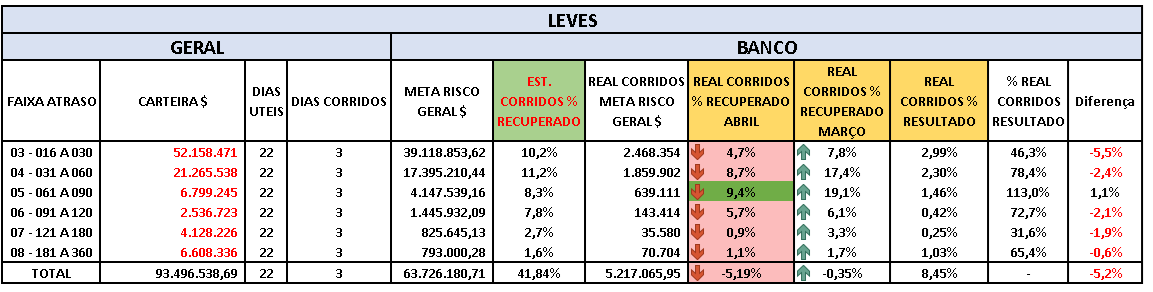 LEVES
GERAL BANCO
FAIXA ATRASO CARTEIRA $ DIAS UTEIS DIAS CORRIDOS META RISCO GERAL $ EST. CORRIDOS % RECUPERADO REAL CORRIDOS META RISCO GERAL $ REAL CORRIDOS % RECUPERADO ABRIL REAL CORRIDOS % RECUPERADO MARÇO REAL CORRIDOS % RESULTADO % REAL CORRIDOS RESULTADO Diferença
03 - 016 A 030 52.158.471 22 3 39.118.853,62 10,2% 2.468.354 4,7% 7,8% 2,99% 46,3% -5,5%
04 - 031 A 060 21.265.538 22 3 17.395.210,44 11,2% 1.859.902 8,7% 17,4% 2,30% 78,4% -2,4%
05 - 061 A 090 6.799.245 22 3 4.147.539,16 8,3% 639.111 9,4% 19,1% 1,46% 113,0% 1,1%
06 - 091 A 120 2.536.723 22 3 1.445.932,09 7,8% 143.414 5,7% 6,1% 0,42% 72,7% -2,1%
07 - 121 A 180 4.128.226 22 3 825.645,13 2,7% 35.580 0,9% 3,3% 0,25% 31,6% -1,9%
08 - 181 A 360 6.608.336 22 3 793.000,28 1,6% 70.704 1,1% 1,7% 1,03% 65,4% -0,6%
TOTAL 93.496.538,69 22 3 63.726.180,71 41,84% 5.217.065,95 -5,19% -0,35% 8,45% - -5,2%